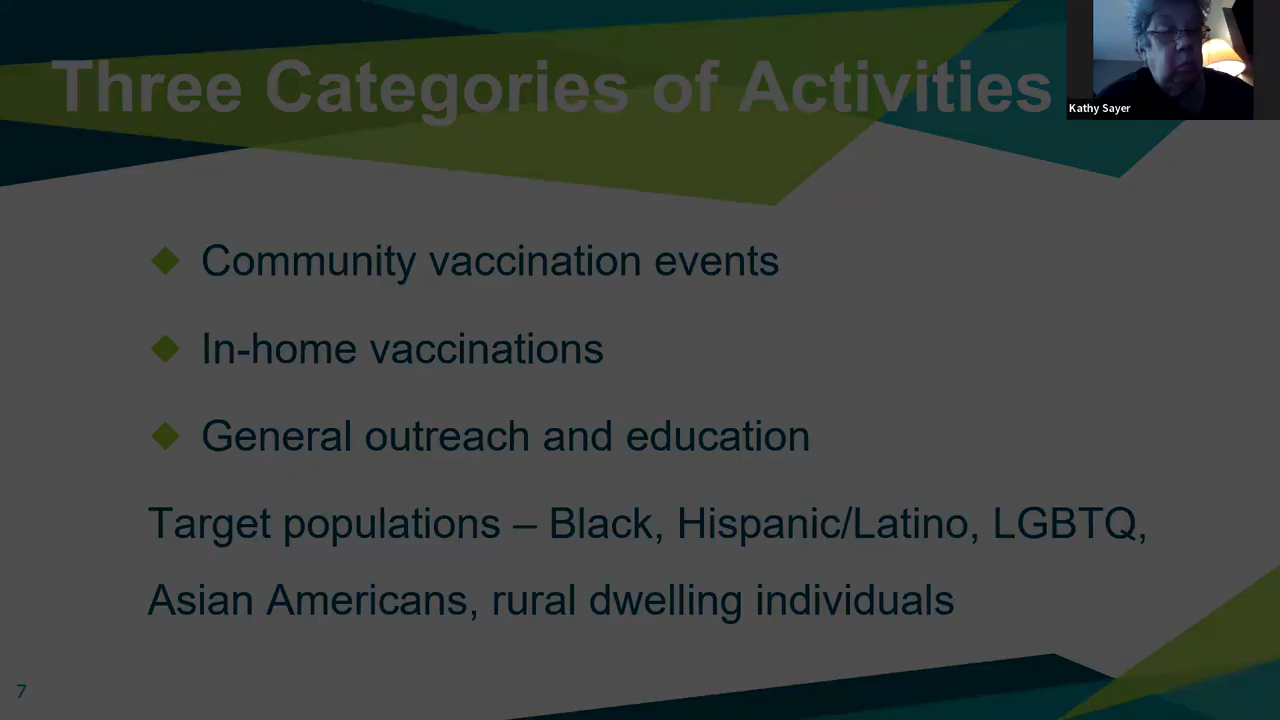 Three Categories of Activities
Kathy Sayer
Community vaccination events
In-home vaccinations
General outreach and education
Target populations – Black, Hispanic/Latino, LGBTQ,
Asian Americans, rural dwelling individuals
7